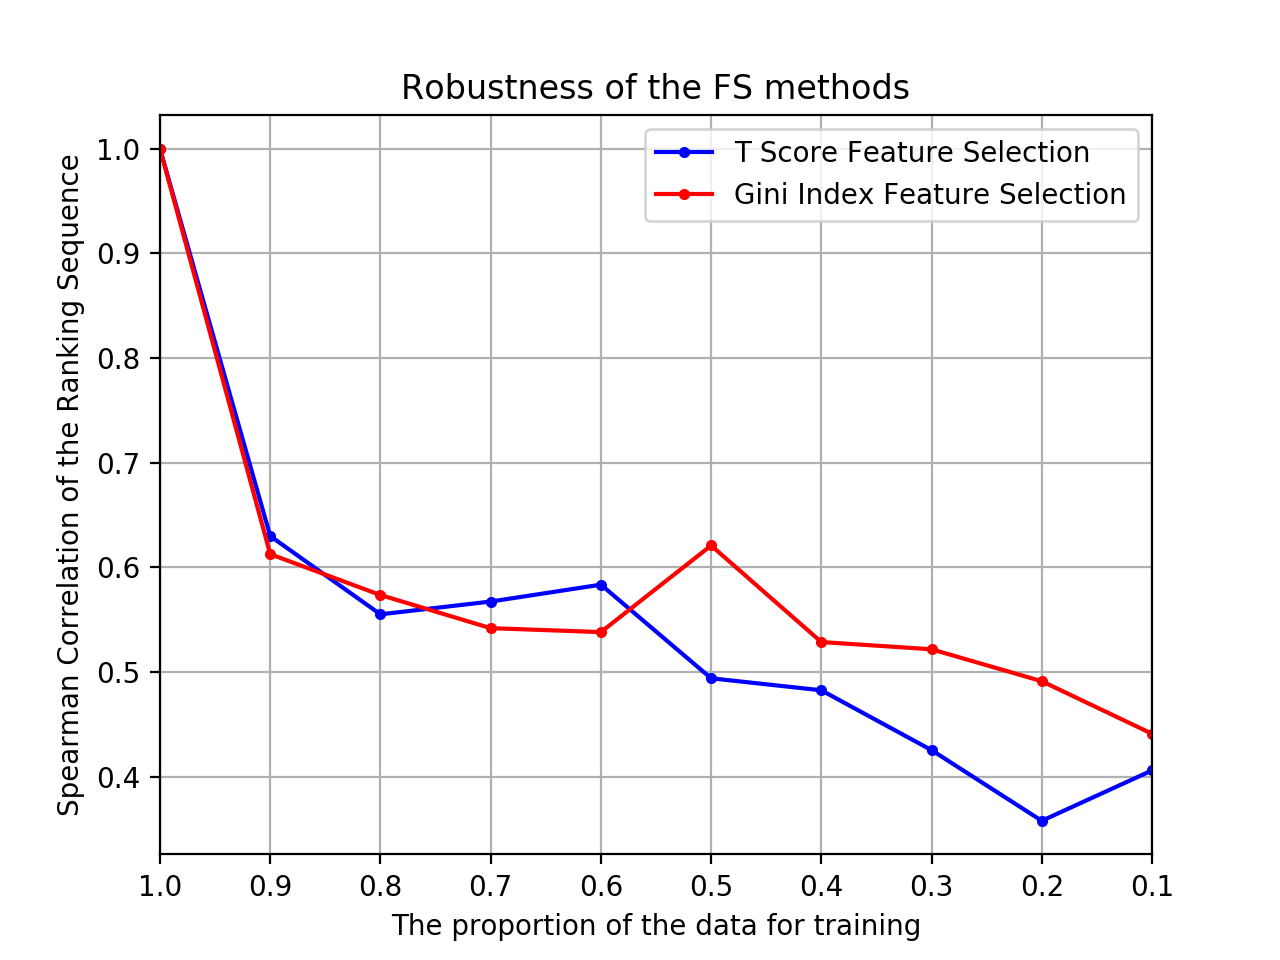 Robustness of the FS methods
T Score Feature Selection
Gini Index Feature Selection
Spearman Correlation of the Ranking Sequence
1.0
0.9
0.8
0.7
0.6
0.5
0.4
1.0 0.9 0.8 0.7 0.6 0.5 0.4 0.3 0.2 0.1
The proportion of the data for training